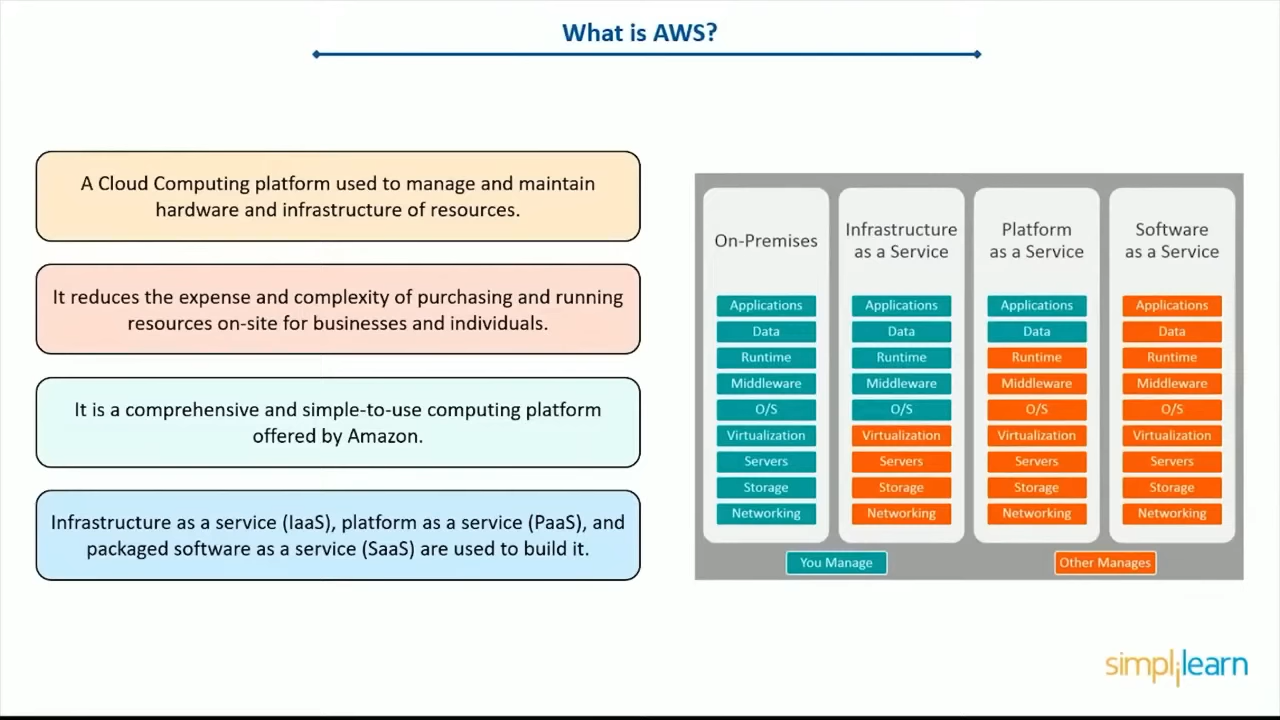 What is AWS?
A Cloud Computing platform used to manage and maintain
hardware and infrastructure of resources.
It reduces the expense and complexity of purchasing and running
resources on-site for businesses and individuals.
It is a comprehensive and simple-to-use computing platform
offered by Amazon.
Infrastructure as a service (IaaS), platform as a service (PaaS), and
packaged software as a service (SaaS) are used to build it.
On-Premises
Applications
Data
Runtime
Middleware
O/S
Virtualization
Servers
Storage
Networking
Infrastructure
as a Service
Applications
Data
Runtime
Middleware
O/S
Virtualization
Servers
Storage
Networking
Platform
as a Service
Applications
Data
Runtime
Middleware
O/S
Virtualization
Servers
Storage
Networking
Software
as a Service
Applications
Data
Runtime
Middleware
O/S
Virtualization
Servers
Storage
Networking
You Manage
Other Manages
simplilearn